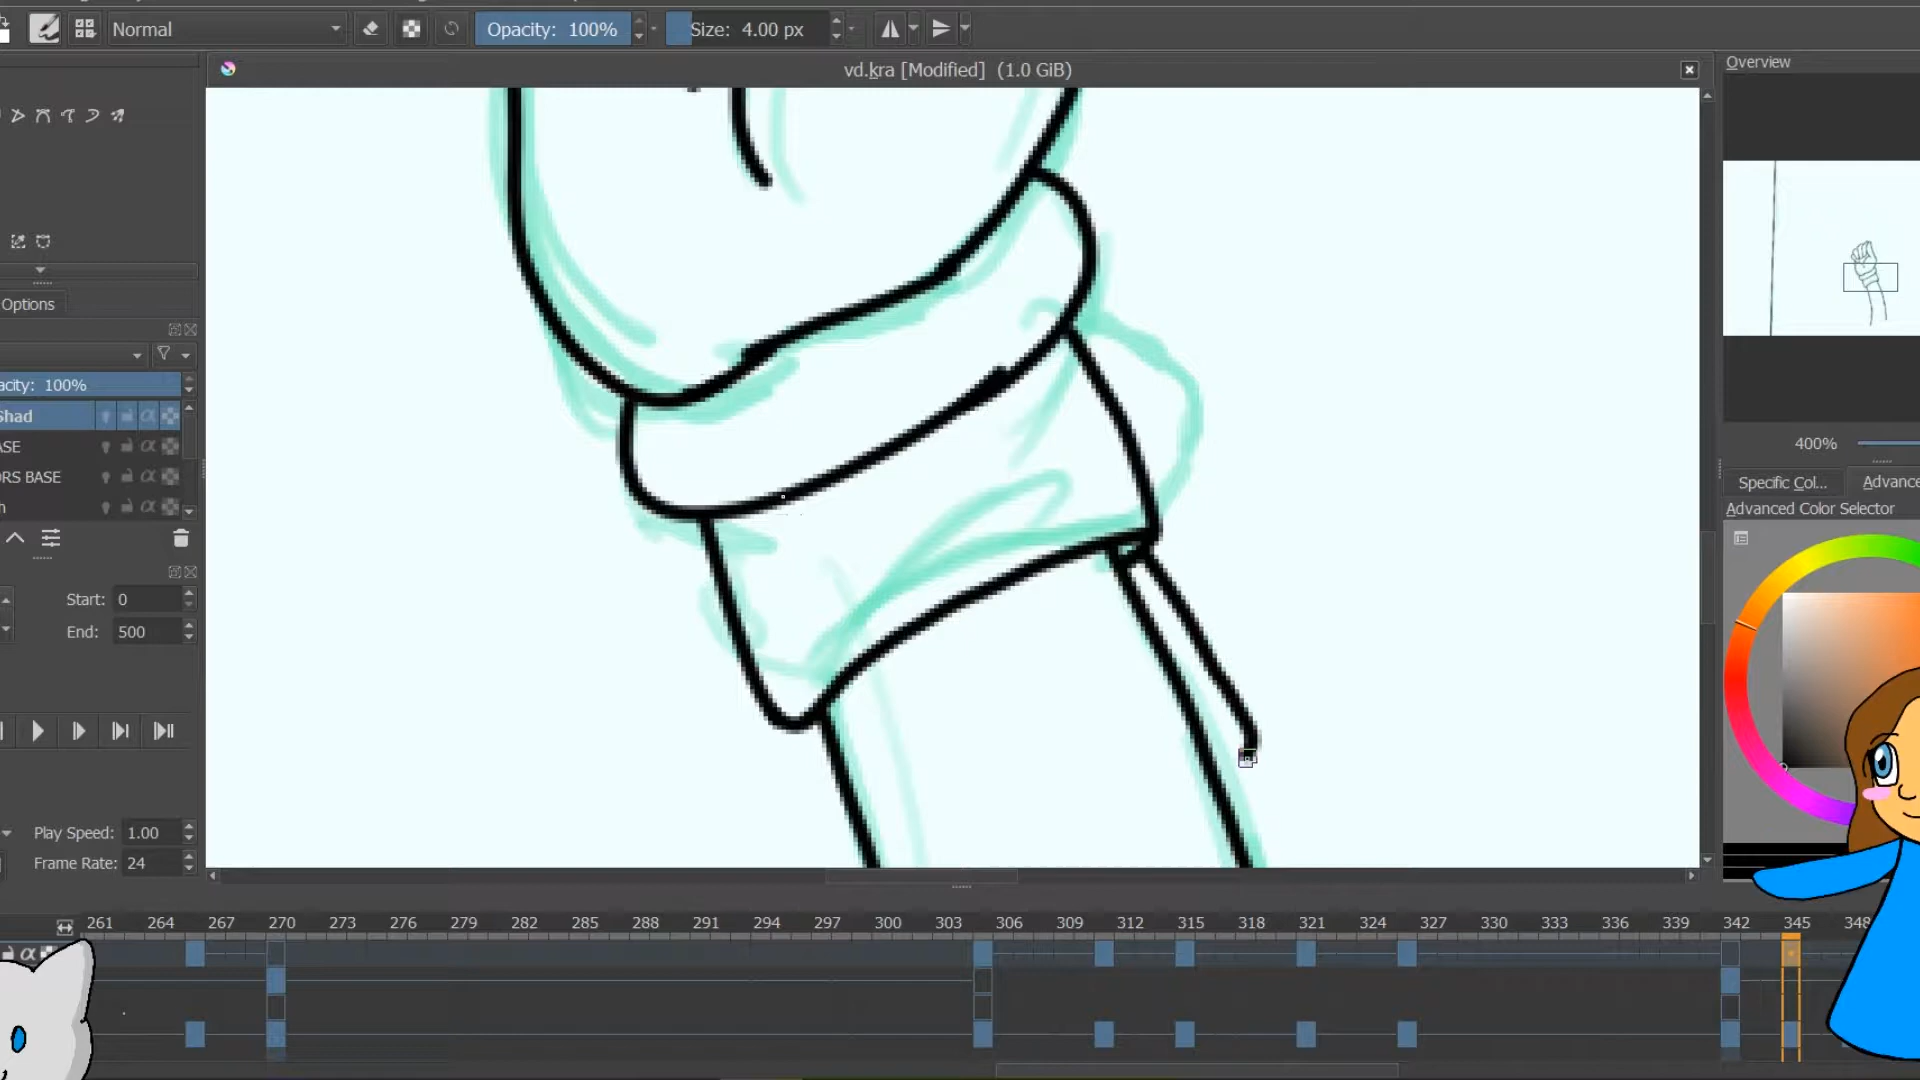 Normal
Opacity: 100%
Size: 4.00 px
vd.kra [Modified] (1.0 GiB)
Overview
Options
acity: 100%
Shad
ASE
ORS BASE
h
Start: 0
End: 500
Play Speed: 1.00
Frame Rate: 24
400%
Specific Col...
Advance
Advanced Color Selector
261 264 267 270 273 276 279 282 285 288 291 294 297 300 303 306 309 312 315 318 321 324 327 330 333 336 339 342 345 348